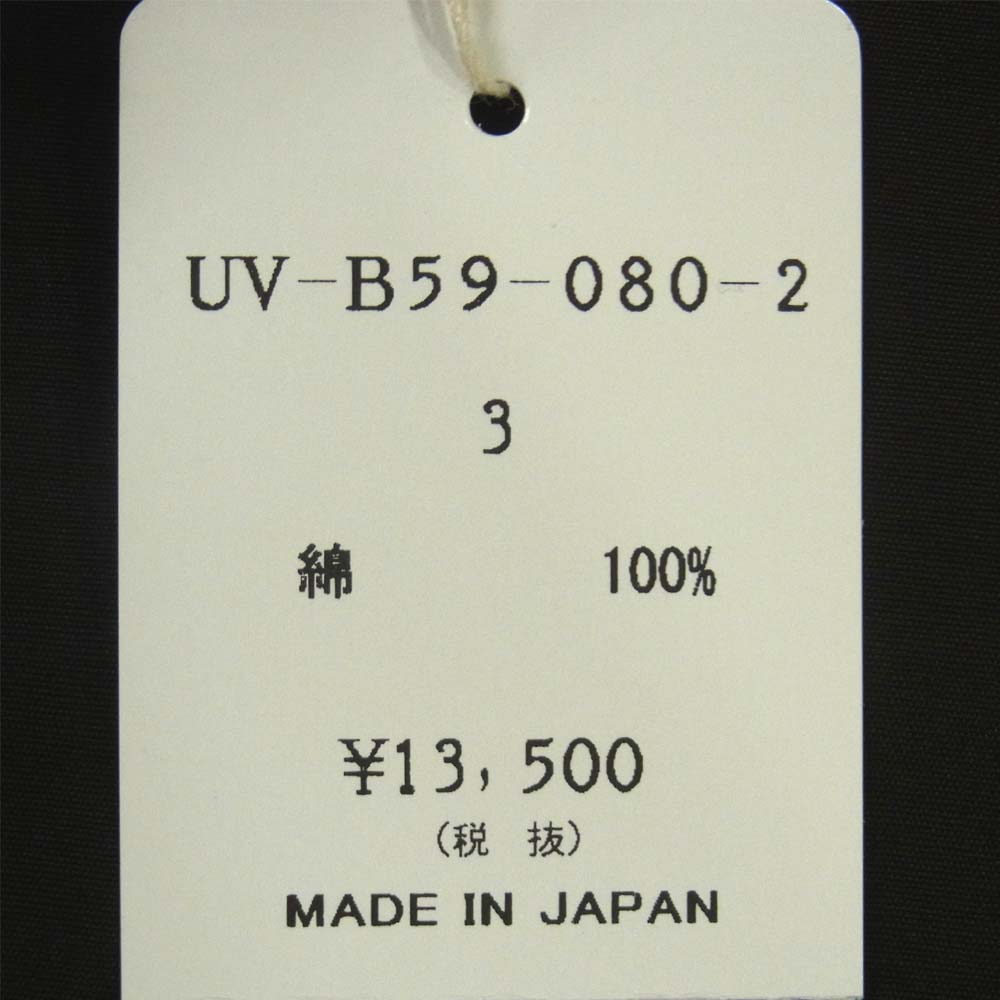 UV-B59-080-2
3
綿 100%
¥13,500
(税 抜)
MADE IN JAPAN